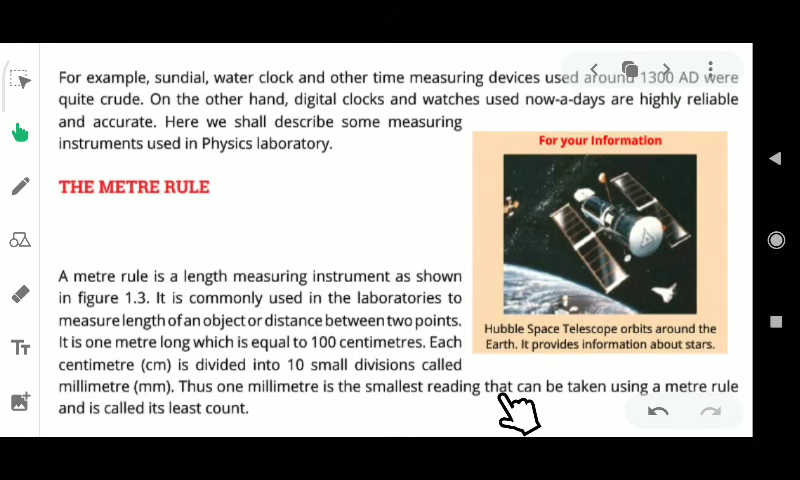 For example, sundial, water clock and other time measuring devices used around 1300 AD were
quite crude. On the other hand, digital clocks and watches used now-a-days are highly reliable
and accurate. Here we shall describe some measuring
instruments used in Physics laboratory.
For your Information
THE METRE RULE
A metre rule is a length measuring instrument as shown
in figure 1.3. It is commonly used in the laboratories to
measure length of an object or distance between two points.
It is one metre long which is equal to 100 centimetres. Each
centimetre (cm) is divided into 10 small divisions called
millimetre (mm). Thus one millimetre is the smallest reading that can be taken using a metre rule
and is called its least count.
Hubble Space Telescope orbits around the
Earth. It provides information about stars.
TT